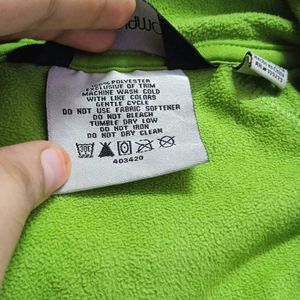 100% POLYESTER
EXCLUSIVE OF TRIM
MACHINE WASH COLD
WITH LIKE COLORS
GENTLE CYCLE
DO NOT USE FABRIC SOFTENER
DO NOT BLEACH
TUMBLE DRY LOW
DO NOT IRON
DO NOT DRY CLEAN
403420